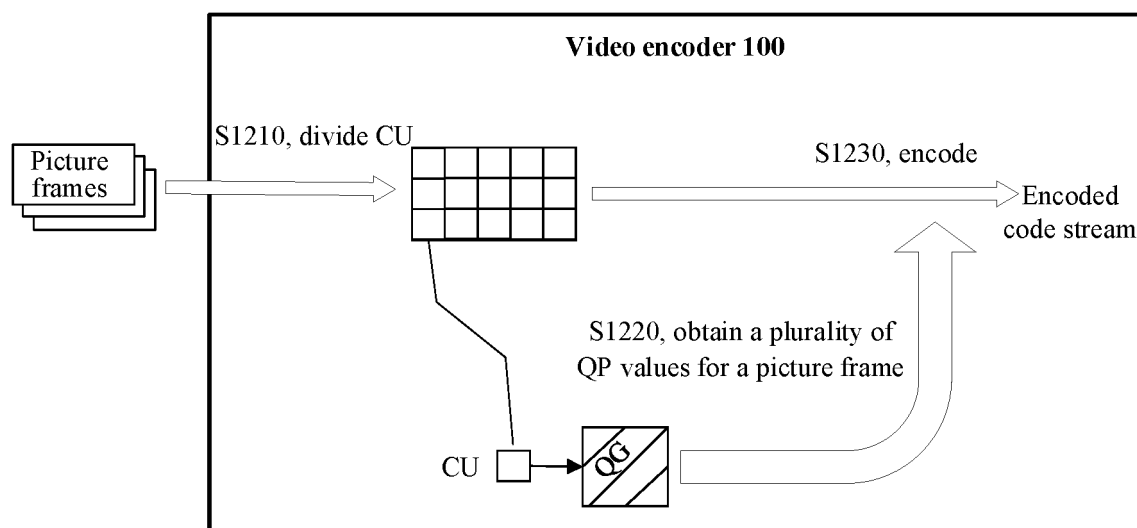 Video encoder 100
S1210, divide CU
Picture
frames
S1230, encode
Encoded
code stream
S1220, obtain a plurality of
QP values for a picture frame
CU
QG